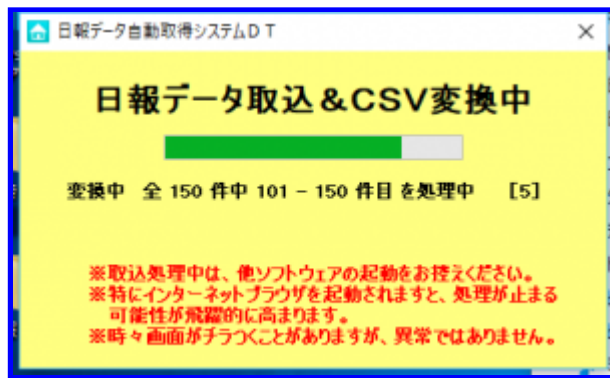 日報データ自動取得システムDT
日報データ取込&CSV変換中
変換中 全 150 件中 101 - 150 件目 を処理中 [5]
※取込処理中は、他ソフトウェアの起動をお控えください。
※特にインターネットブラウザを起動されますと、処理が止まる
可能性が飛躍的に高まります。
※時々画面がチラつくことがありますが、異常ではありません。